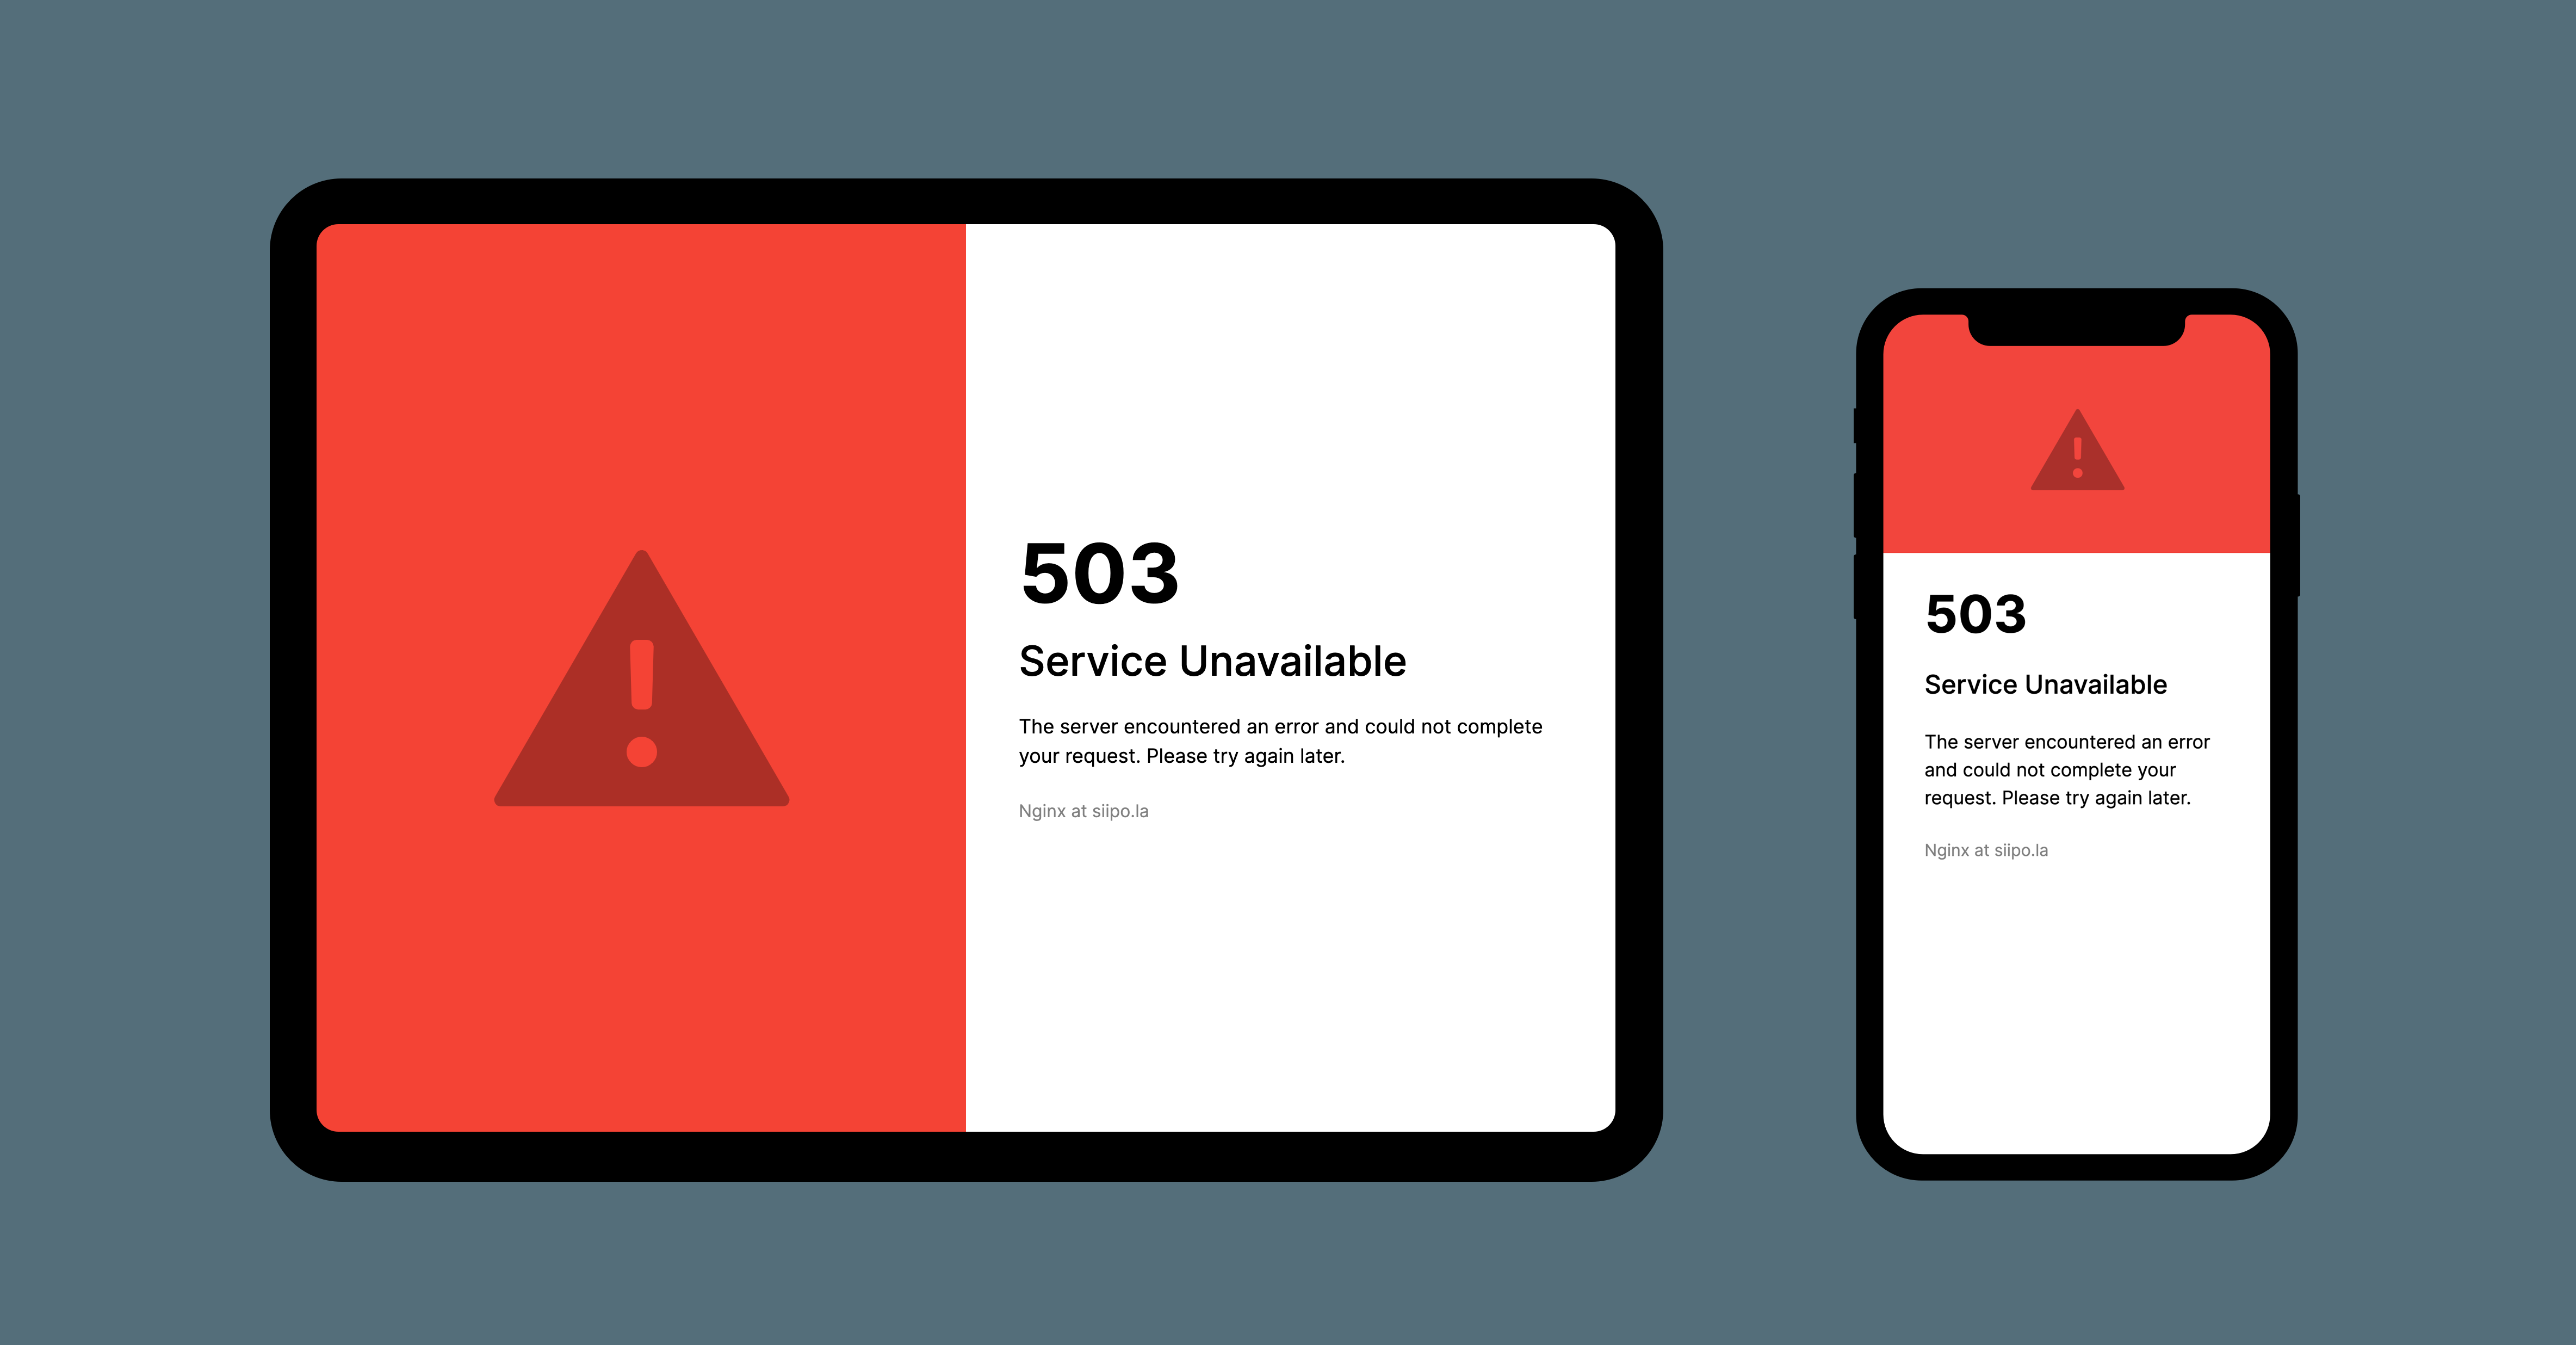 503
Service Unavailable
The server encountered an error and could not complete
your request. Please try again later.
Nginx at siipo.la
503
Service Unavailable
The server encountered an error
and could not complete your
request. Please try again later.
Nginx at siipo.la